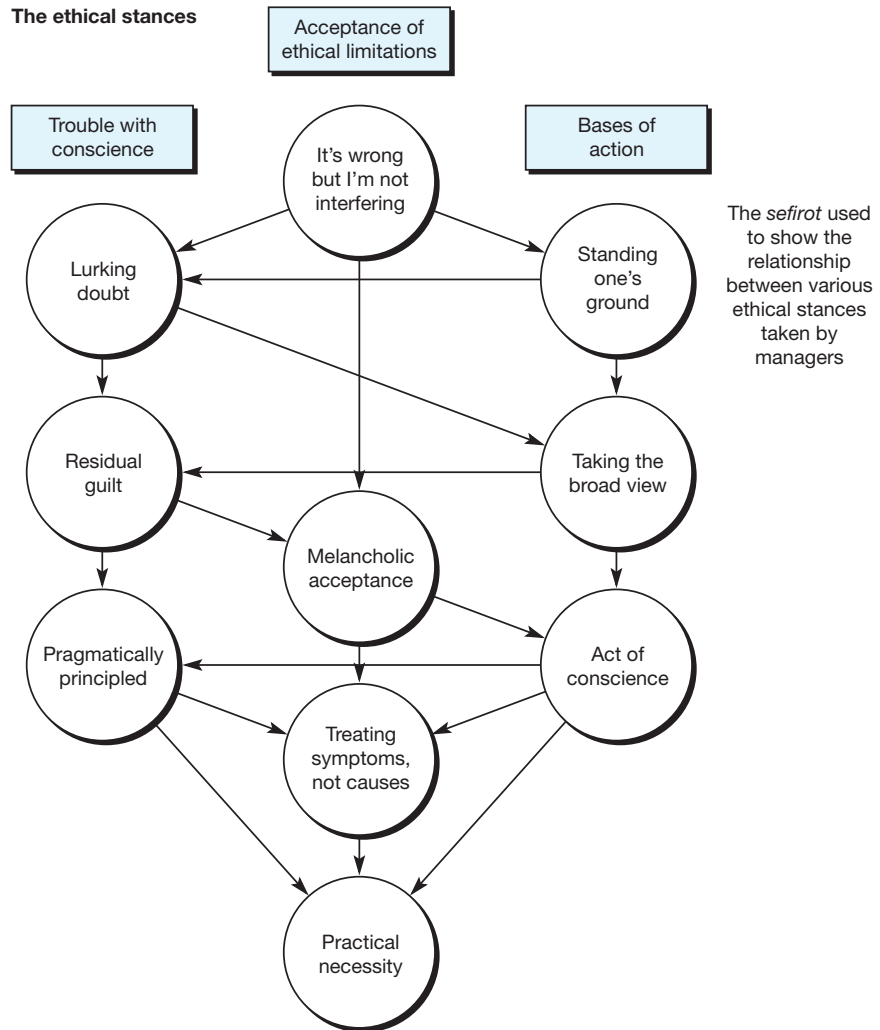 The ethical stances
Acceptance of
ethical limitations
Trouble with
conscience
Bases of
action
It's wrong
but I'm not
interfering
The sefirot used
to show the
relationship
between various
ethical stances
taken by
managers
Lurking
doubt
Standing
one's
ground
Residual
guilt
Taking the
broad view
Melancholic
acceptance
Pragmatically
principled
Act of
conscience
Treating
symptoms,
not causes
Practical
necessity